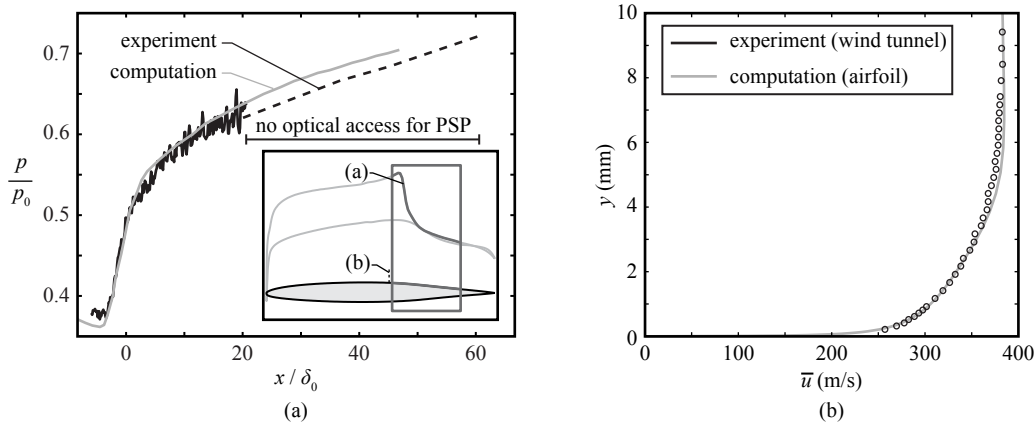 0.7
0.6
0.5
0.4
p
p₀
experiment
computation
no optical access for PSP
(a)
(b)
0 20 40 60
x / δ₀
(a)
10
8
6
4
2
0
y (mm)
experiment (wind tunnel)
computation (airfoil)
0 100 200 300 400
u̅ (m/s)
(b)